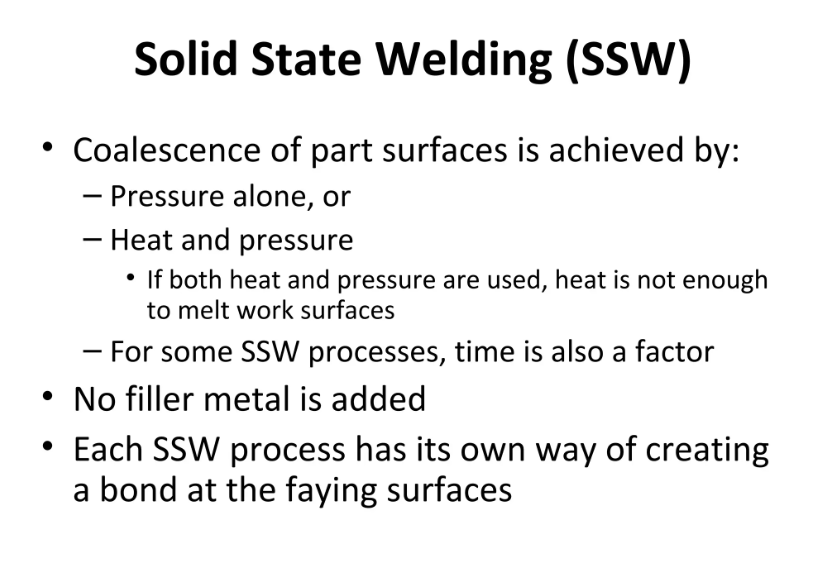 Solid State Welding (SSW)
• Coalescence of part surfaces is achieved by:
– Pressure alone, or
– Heat and pressure
• If both heat and pressure are used, heat is not enough
to melt work surfaces
– For some SSW processes, time is also a factor
• No filler metal is added
• Each SSW process has its own way of creating
a bond at the faying surfaces